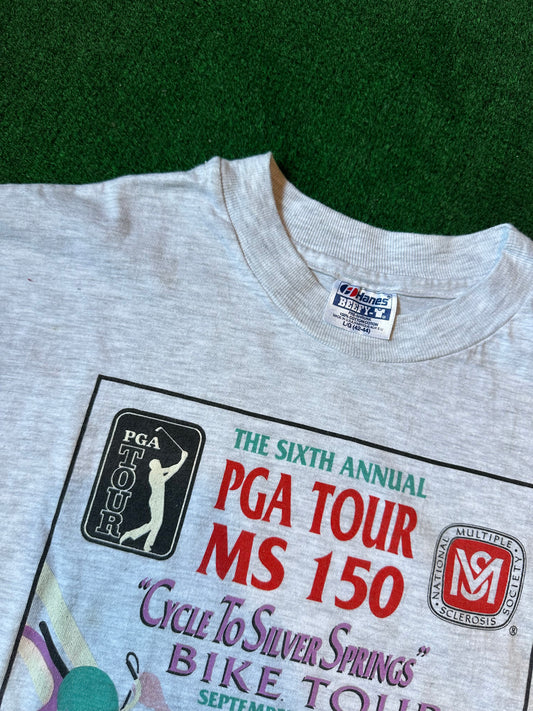 Hanes
BEEFY-T
L/G (42-44)
PGA
TOUR
THE SIXTH ANNUAL
PGA TOUR
MS 150
NATIONAL MULTIPLE SCLEROSIS SOCIETY
MS
®
"CYCLE TO SILVER SPRINGS"
BIKE TOUR
SEPTEMBER